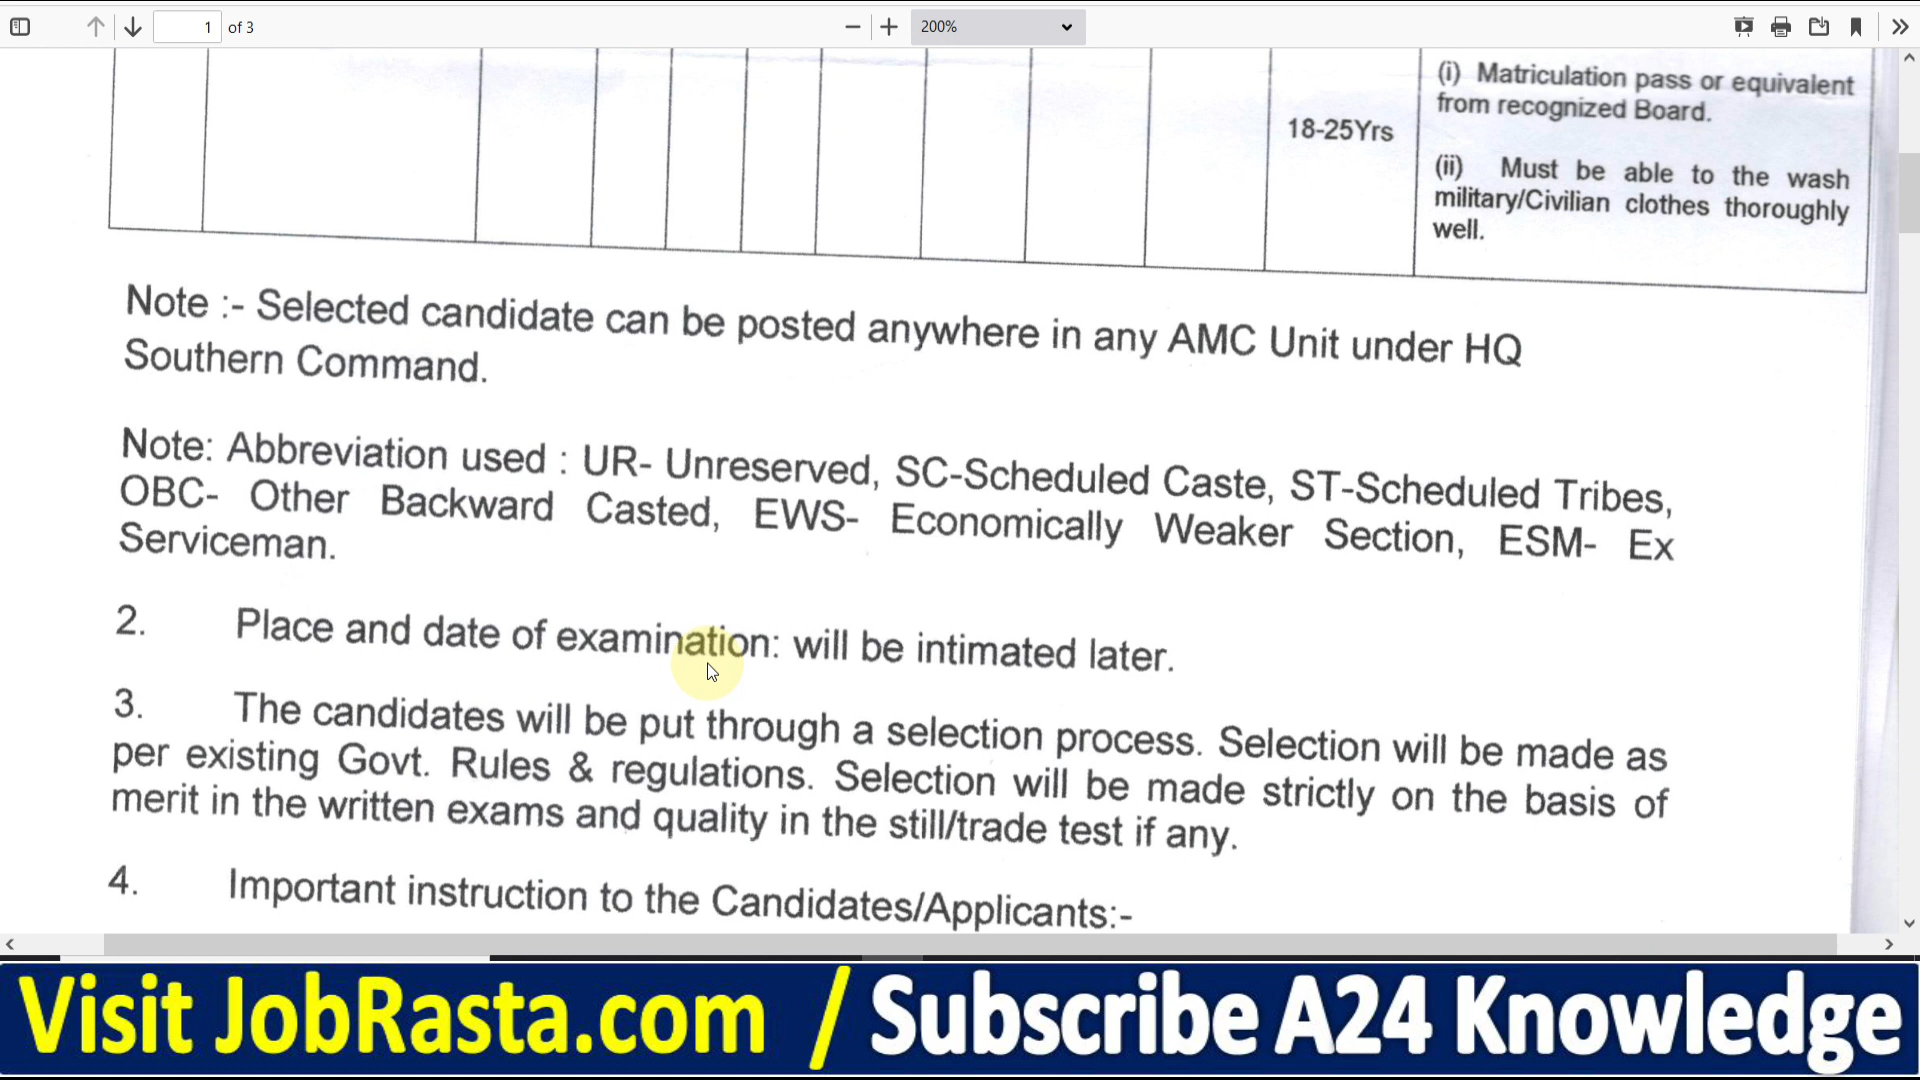 1 of 3 200%
(i) Matriculation pass or equivalent
from recognized Board.
18-25Yrs
(ii) Must be able to the wash
military/Civilian clothes thoroughly
well.
Note :- Selected candidate can be posted anywhere in any AMC Unit under HQ
Southern Command.
Note: Abbreviation used : UR- Unreserved, SC-Scheduled Caste, ST-Scheduled Tribes,
OBC- Other Backward Casted, EWS- Economically Weaker Section, ESM- Ex
Serviceman.
2. Place and date of examination: will be intimated later.
3. The candidates will be put through a selection process. Selection will be made as
per existing Govt. Rules & regulations. Selection will be made strictly on the basis of
merit in the written exams and quality in the still/trade test if any.
4. Important instruction to the Candidates/Applicants:-
Visit JobRasta.com / Subscribe A24 Knowledge